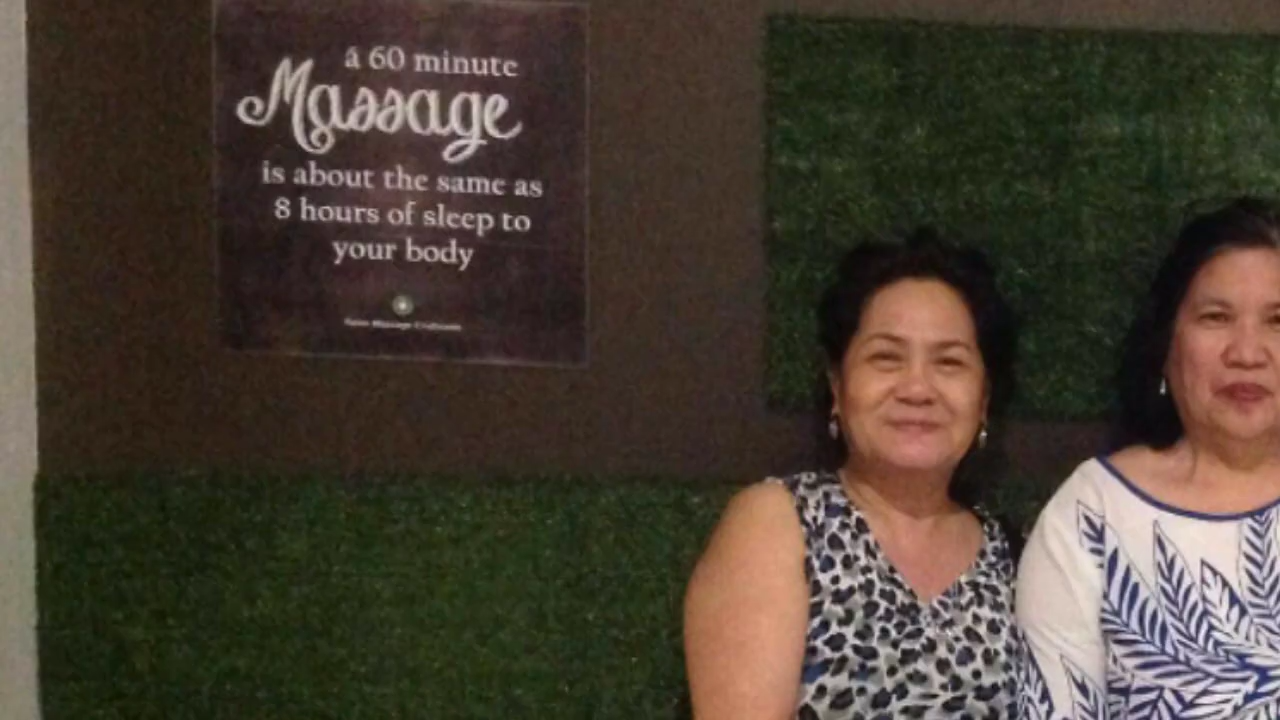 a 60 minute
Massage
is about the same as
8 hours of sleep to
your body